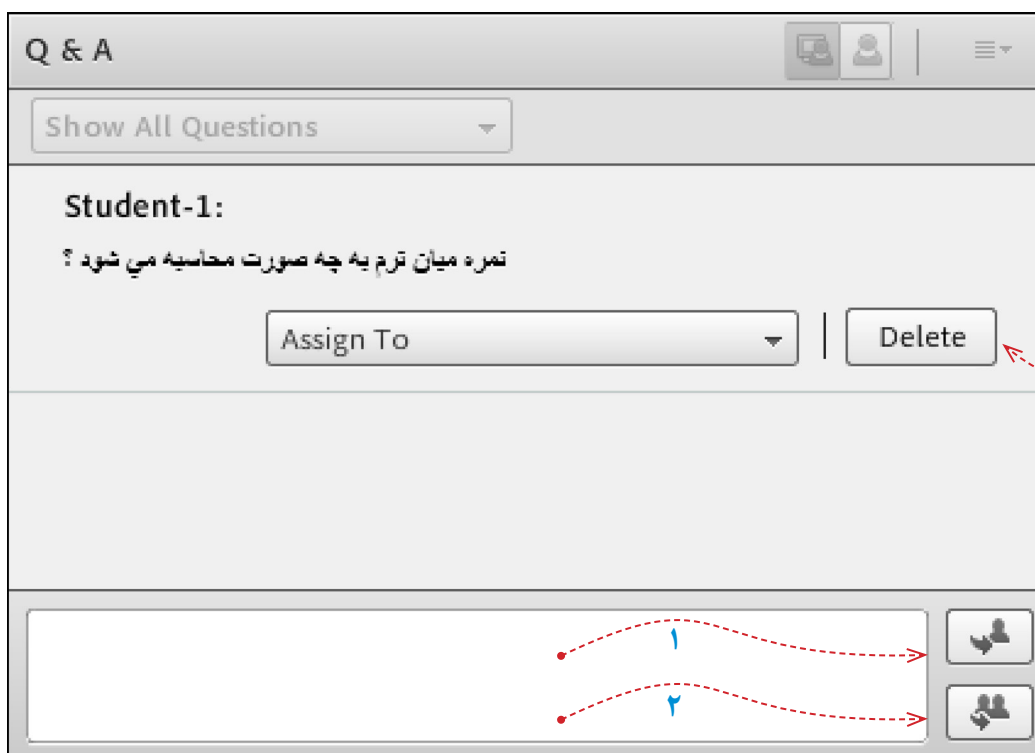 Q & A
Show All Questions
Student-1:
نمره میان ترم به چه صورت محاسبه مي شود ؟
Assign To
Delete
۱
۲